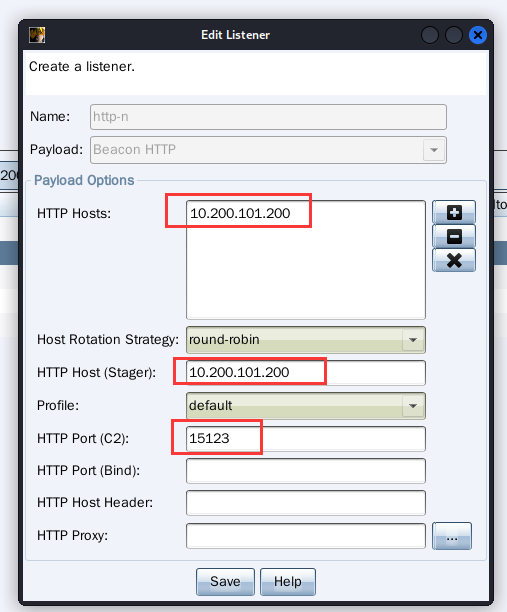 Edit Listener
Create a listener.
Name: http-n
Payload: Beacon HTTP
200
Payload Options
HTTP Hosts: 10.200.101.200
Host Rotation Strategy: round-robin
HTTP Host (Stager): 10.200.101.200
Profile: default
HTTP Port (C2): 15123
HTTP Port (Bind):
HTTP Host Header:
HTTP Proxy: ...
Save Help